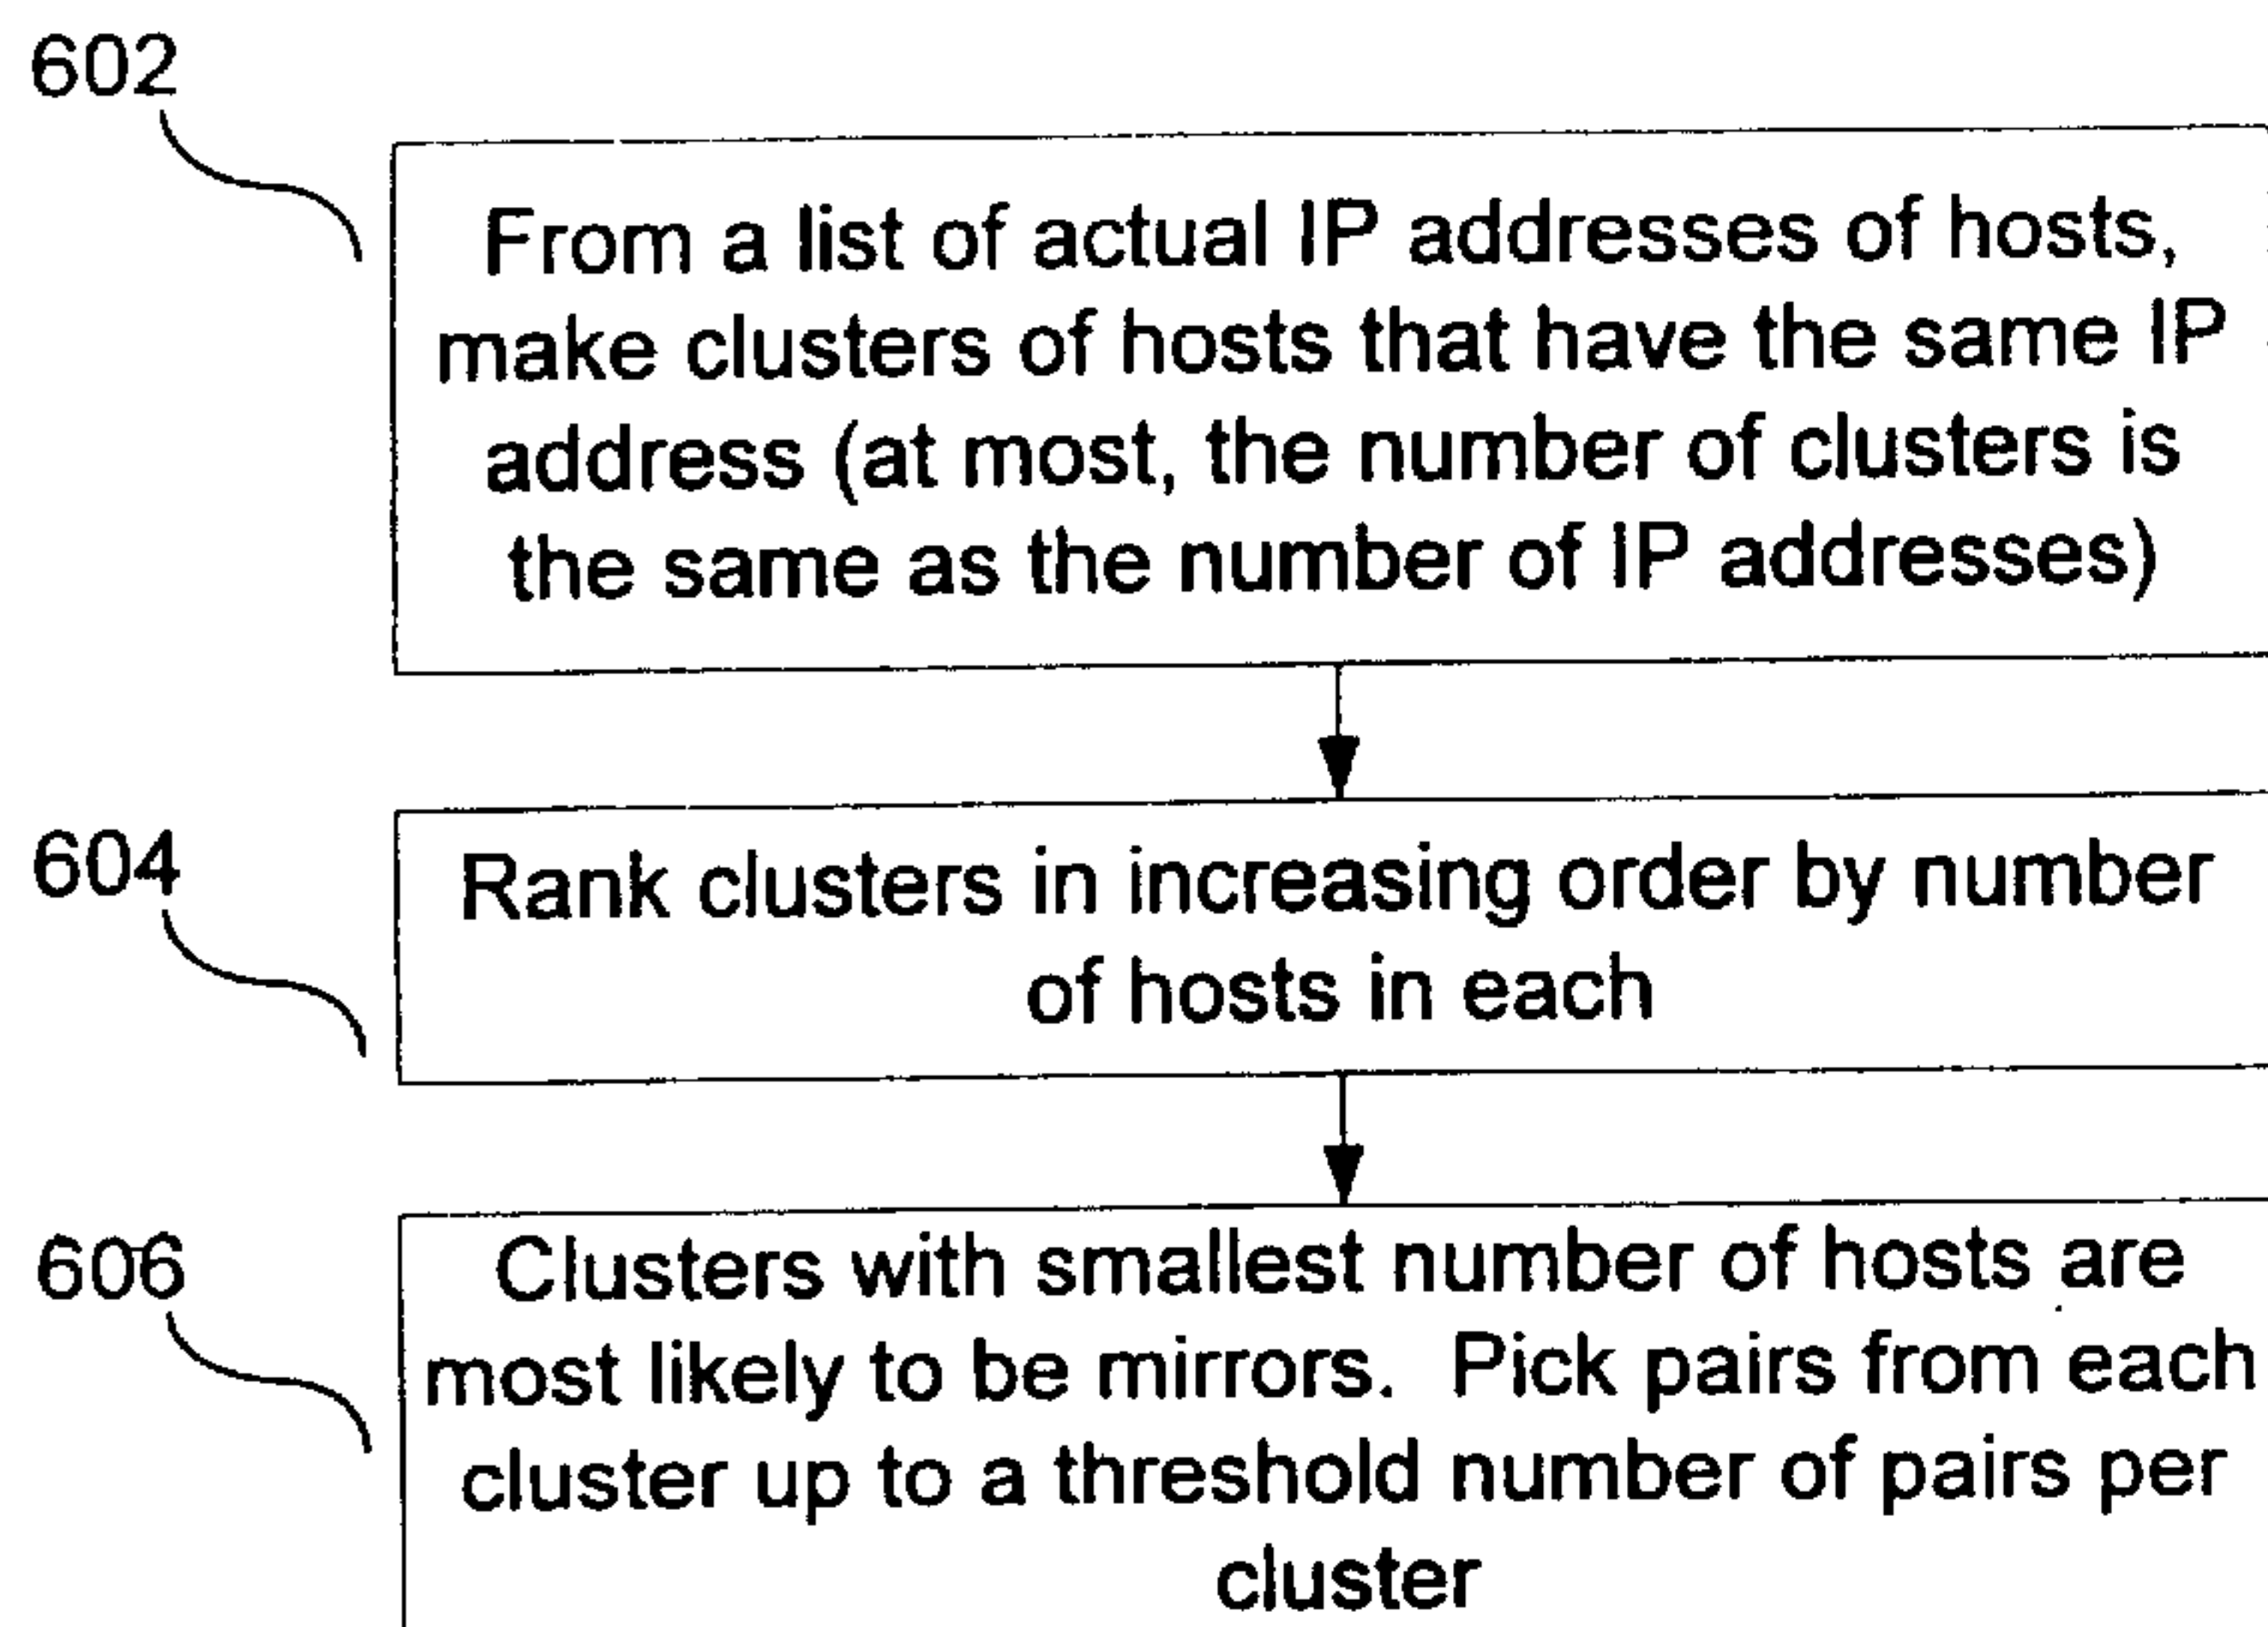 602
From a list of actual IP addresses of hosts,
make clusters of hosts that have the same IP
address (at most, the number of clusters is
the same as the number of IP addresses)
604
Rank clusters in increasing order by number
of hosts in each
606
Clusters with smallest number of hosts are
most likely to be mirrors. Pick pairs from each
cluster up to a threshold number of pairs per
cluster